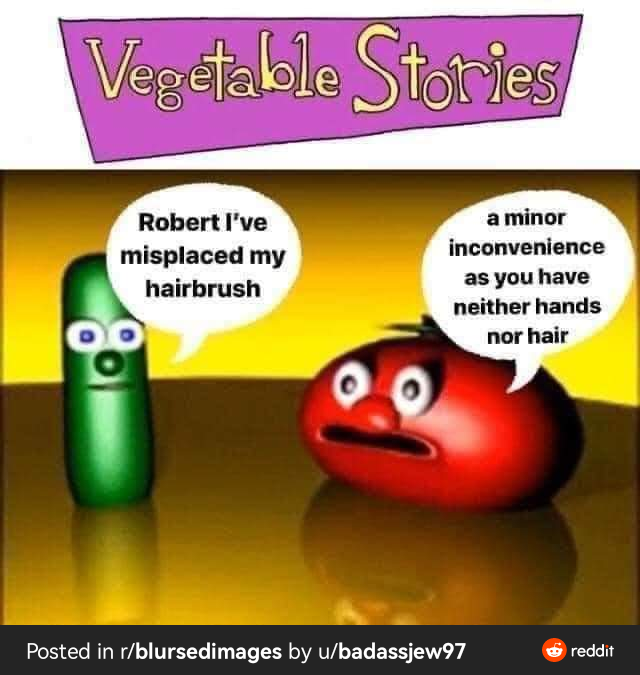 Vegetable Stories
Robert I've
misplaced my
hairbrush
a minor
inconvenience
as you have
neither hands
nor hair
Posted in r/blursedimages by u/badassjew97
reddit